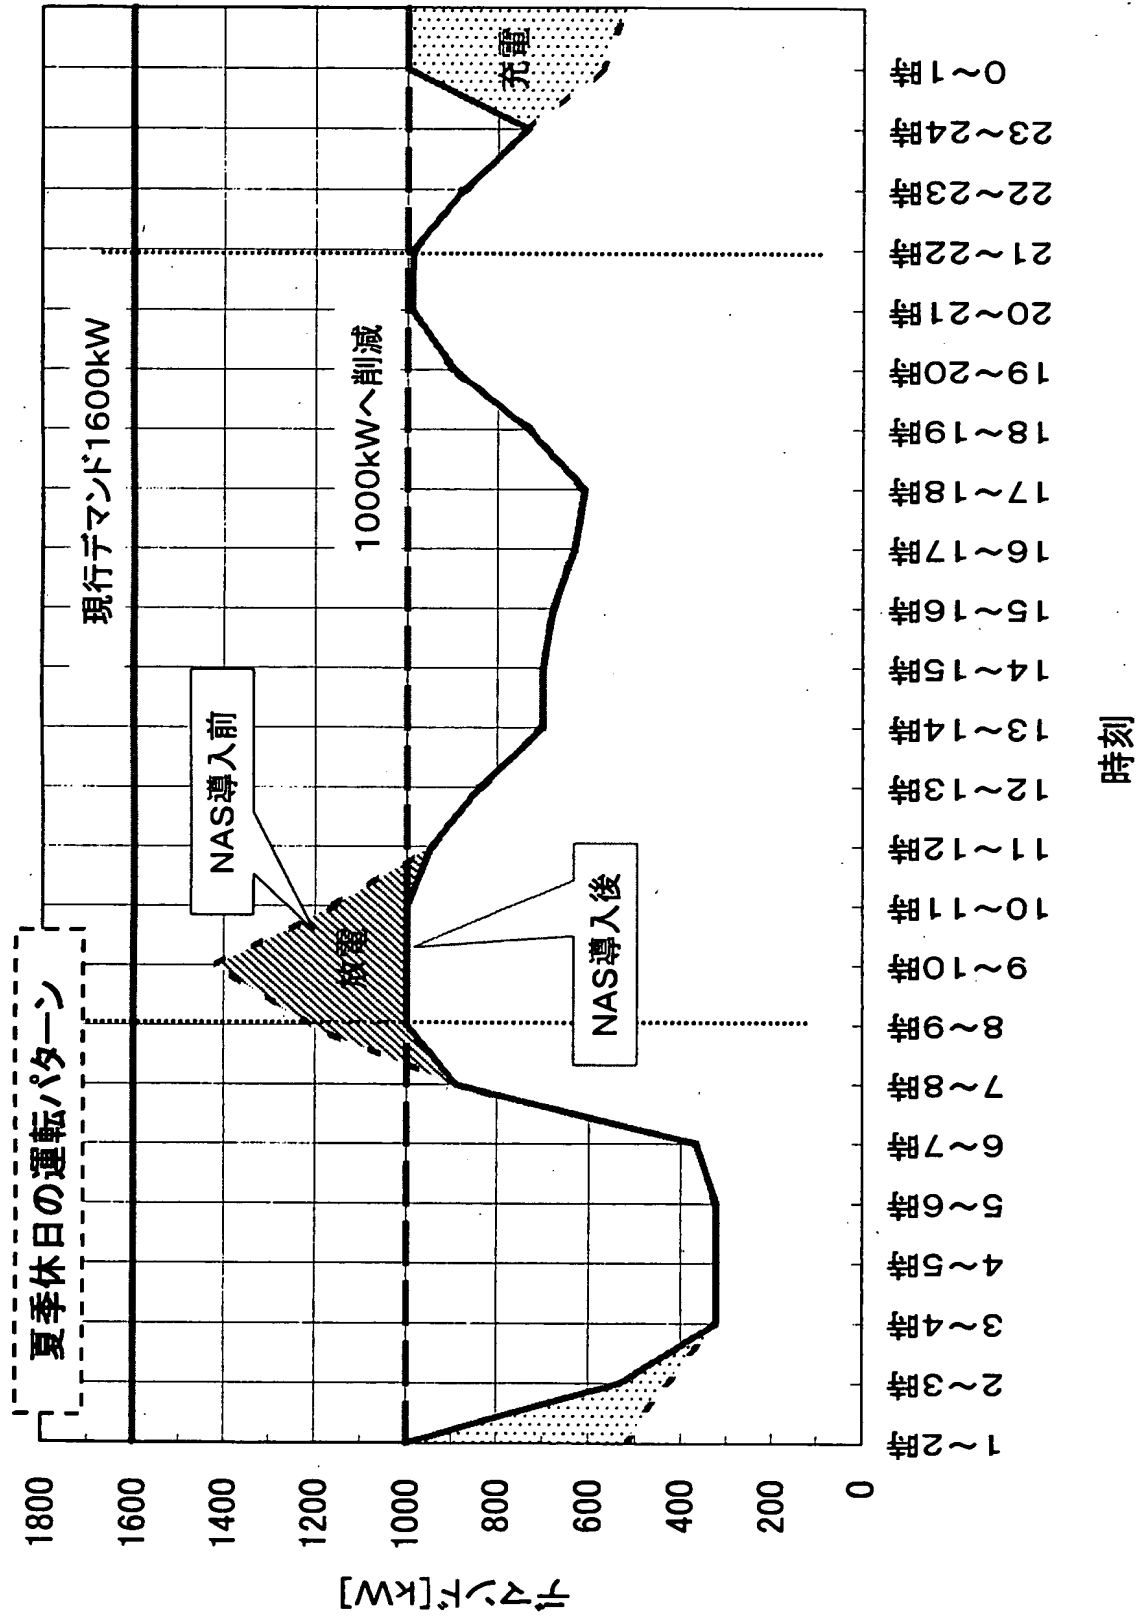 夏季休日の運転パターン
現行デマンド1600kW
1000kWへ削減
NAS導入前
放電
NAS導入後
充電
デマンド[kW]
1800
1600
1400
1200
1000
800
600
400
200
0
1～2時
2～3時
3～4時
4～5時
5～6時
6～7時
7～8時
8～9時
9～10時
10～11時
11～12時
12～13時
13～14時
14～15時
15～16時
16～17時
17～18時
18～19時
19～20時
20～21時
21～22時
22～23時
23～24時
0～1時
時刻